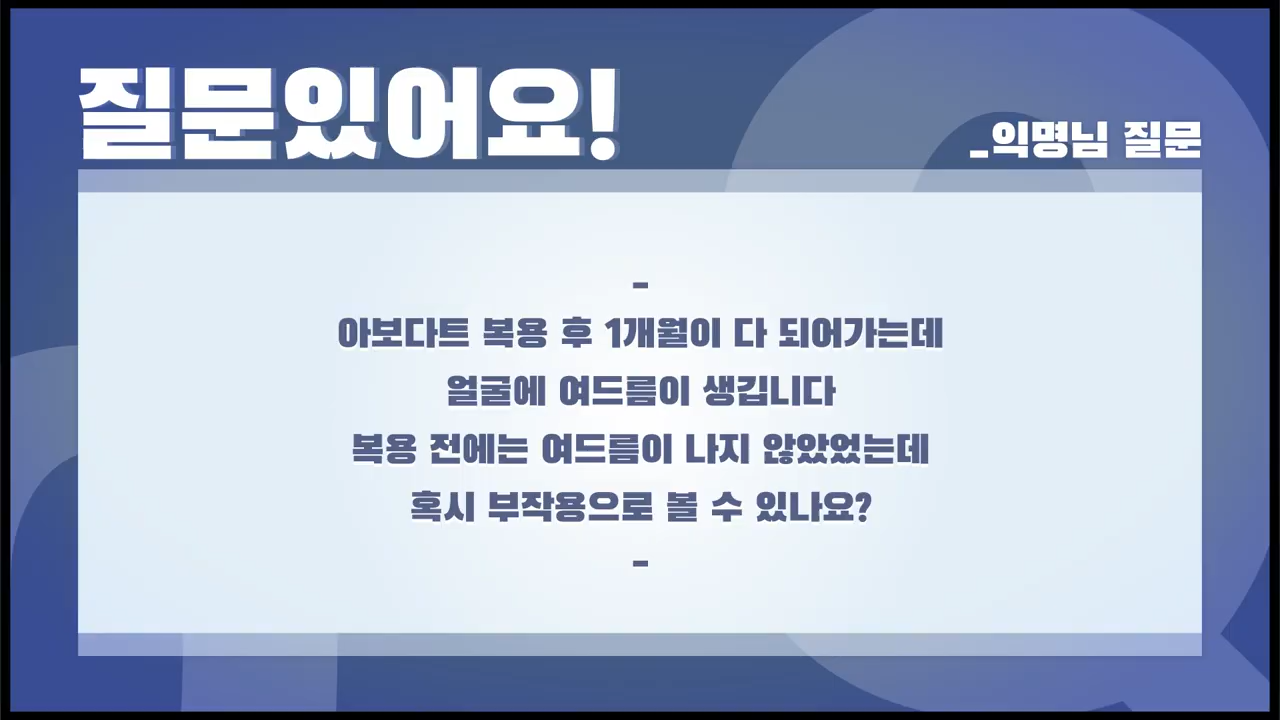 질문있어요!
_익명님 질문
-
아보다트 복용 후 1개월이 다 되어가는데
얼굴에 여드름이 생깁니다
복용 전에는 여드름이 나지 않았었는데
혹시 부작용으로 볼 수 있나요?
-